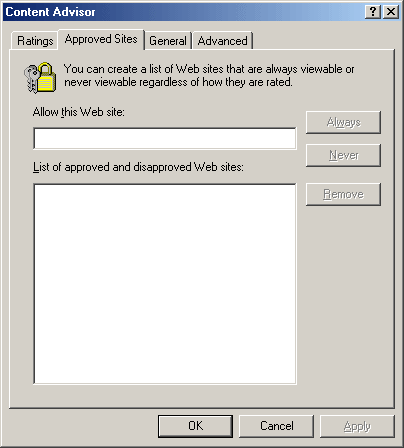 Content Advisor
Ratings Approved Sites General Advanced
You can create a list of Web sites that are always viewable or
never viewable regardless of how they are rated.
Allow this Web site:
Always
Never
List of approved and disapproved Web sites:
Remove
OK Cancel Apply